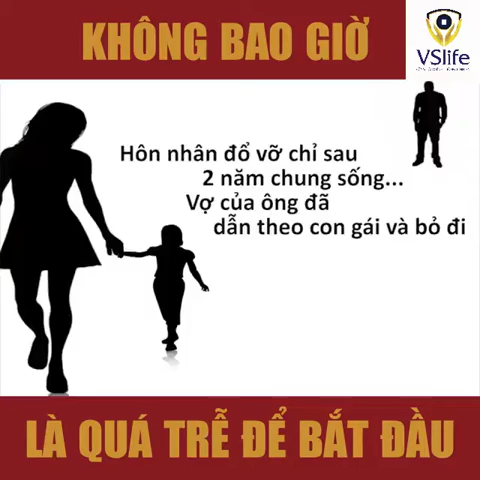 KHÔNG BAO GIỜ
VSlife
Hôn nhân đổ vỡ chỉ sau
2 năm chung sống...
Vợ của ông đã
dẫn theo con gái và bỏ đi
LÀ QUÁ TRỄ ĐỂ BẮT ĐẦU